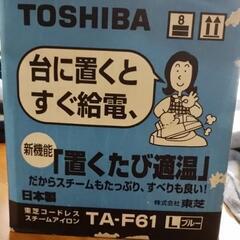 TOSHIBA
8
台に置くと
すぐ給電、
新機能「置くたび適温」
だからスチームもたっぷり、すべりも良い!
日本製
株式会社 東芝
東芝コードレス
スチームアイロン
TA-F61
L ブルー